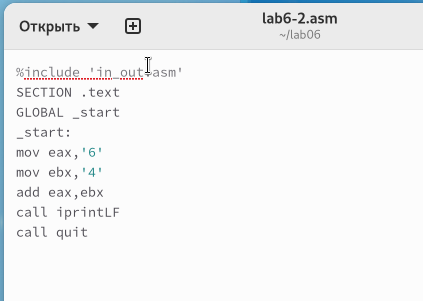 Открыть
lab6-2.asm
~/lab06
%include 'in_out.asm'
SECTION .text
GLOBAL _start
_start:
mov eax,'6'
mov ebx,'4'
add eax,ebx
call iprintLF
call quit